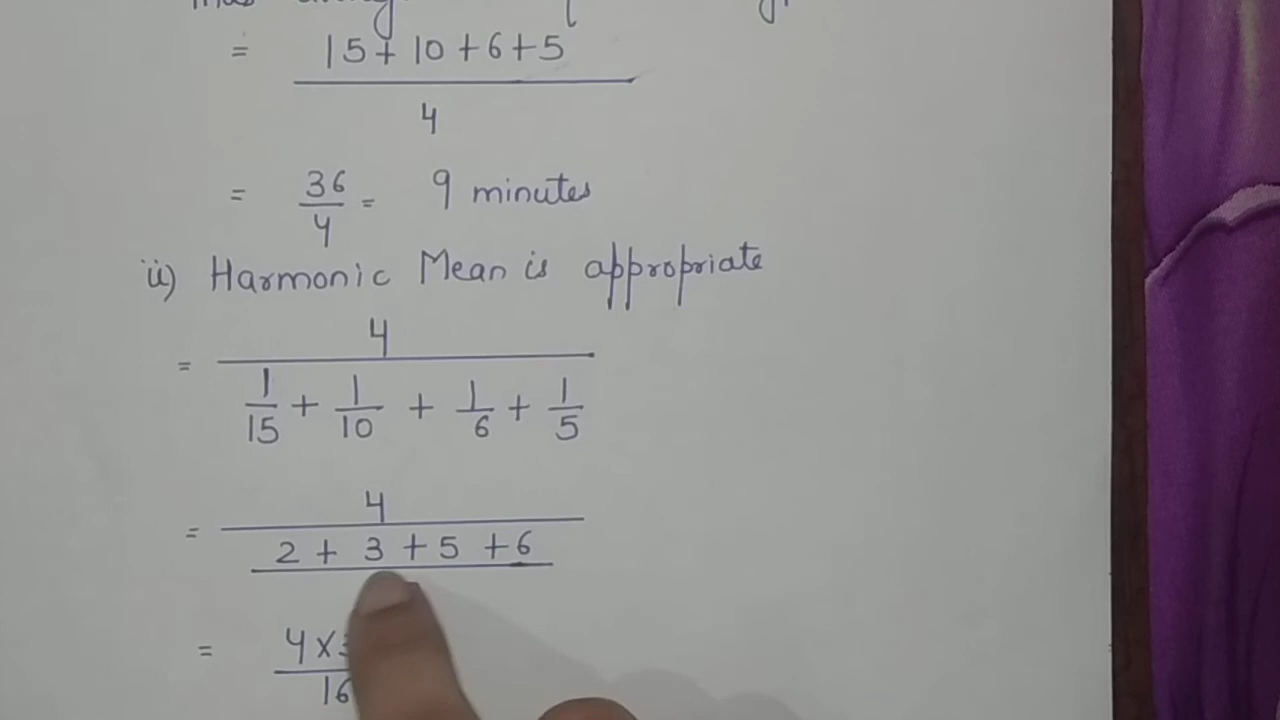 = 15 + 10 + 6 + 5
4
= 36/4 = 9 minutes
ii) Harmonic Mean is appropriate
= 4
1/15 + 1/10 + 1/6 + 1/5
= 4
2 + 3 + 5 + 6
= 4 x
16